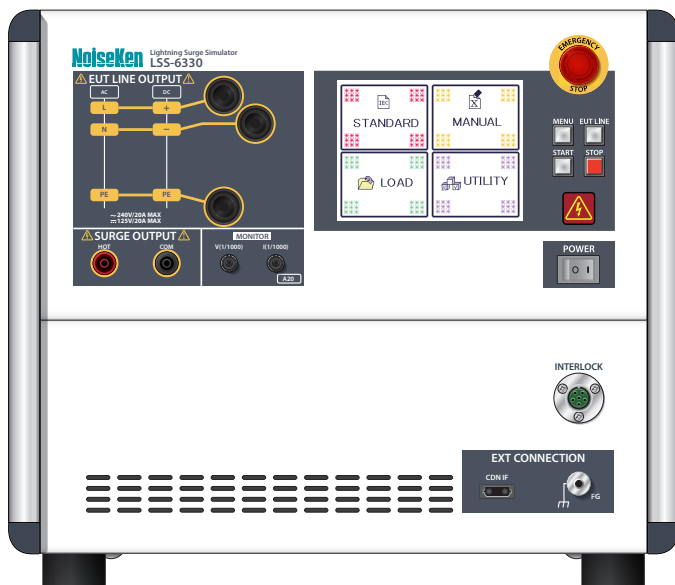 NoiseKen Lightning Surge Simulator
LSS-6330
EUT LINE OUTPUT
AC DC
L +
N −
PE PE
~240V/20A MAX
⎓125V/20A MAX
SURGE OUTPUT
HOT COM
MONITOR
V(1/1000) I(1/1000)
A20
IEC
STANDARD
X
MANUAL
LOAD
UTILITY
EMERGENCY
STOP
MENU EUT LINE
START STOP
POWER
O I
INTERLOCK
EXT CONNECTION
CDN IF
FG